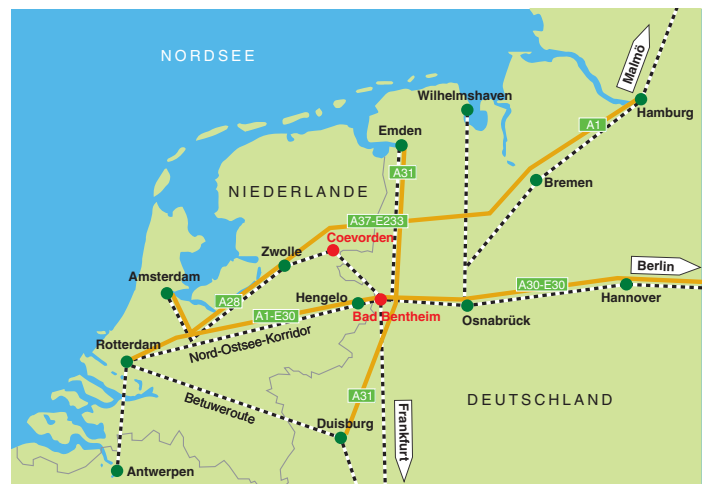 NORDSEE
Malmö
Wilhelmshaven
Hamburg
A1
Emden
A31
Bremen
NIEDERLANDE
A37-E233
Coevorden
Zwolle
Berlin
Amsterdam
A28
Hengelo
A30-E30
Hannover
A1-E30
Bad Bentheim
Osnabrück
Nord-Ostsee-Korridor
Rotterdam
A31
Betuweroute
DEUTSCHLAND
Duisburg
Frankfurt
Antwerpen